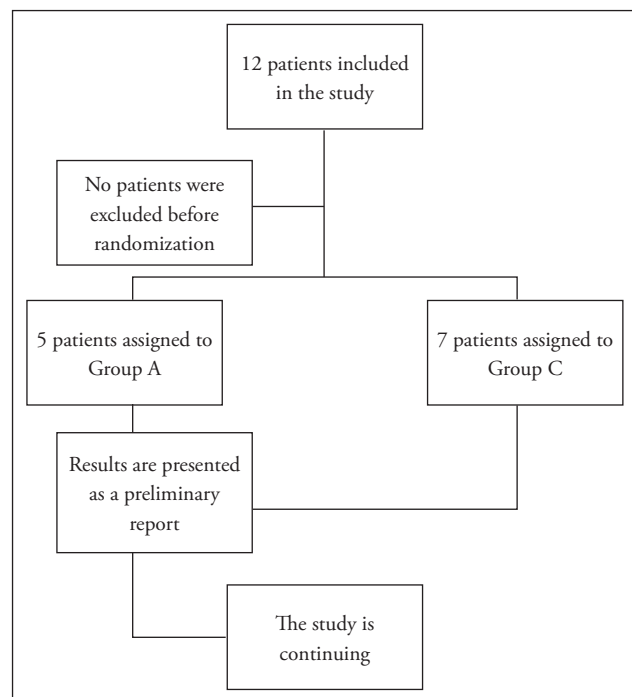 12 patients included
in the study
No patients were
excluded before
randomization
5 patients assigned to
Group A
7 patients assigned to
Group C
Results are presented
as a preliminary
report
The study is
continuing